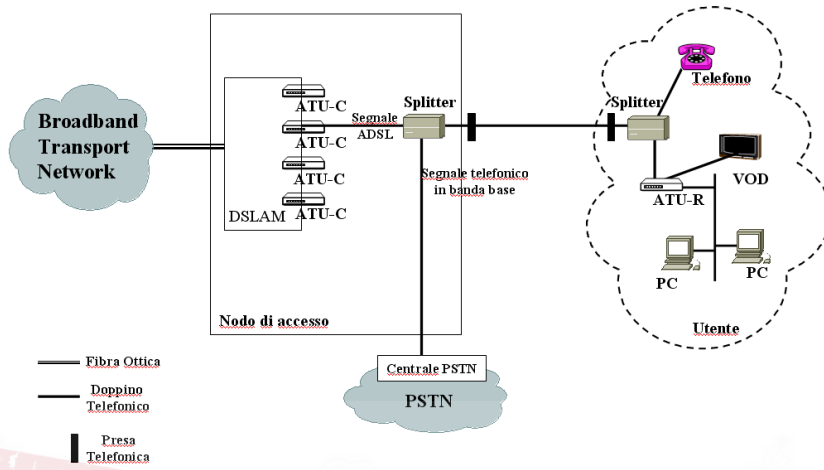 Broadband
Transport
Network
DSLAM
ATU-C
ATU-C
ATU-C
ATU-C
Segnale
ADSL
Splitter
Segnale telefonico
in banda base
Nodo di accesso
Centrale PSTN
PSTN
Splitter
Telefono
VOD
ATU-R
PC
PC
Utente
Fibra Ottica
Doppino
Telefonico
Presa
Telefonica